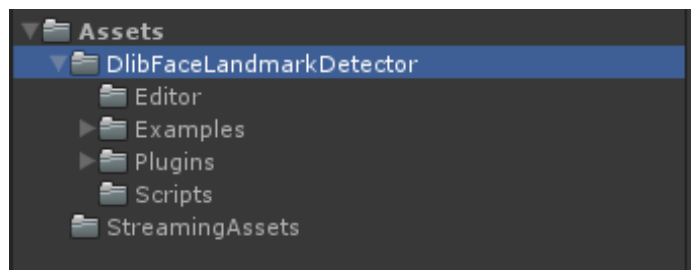 Assets
DlibFaceLandmarkDetector
Editor
Examples
Plugins
Scripts
StreamingAssets